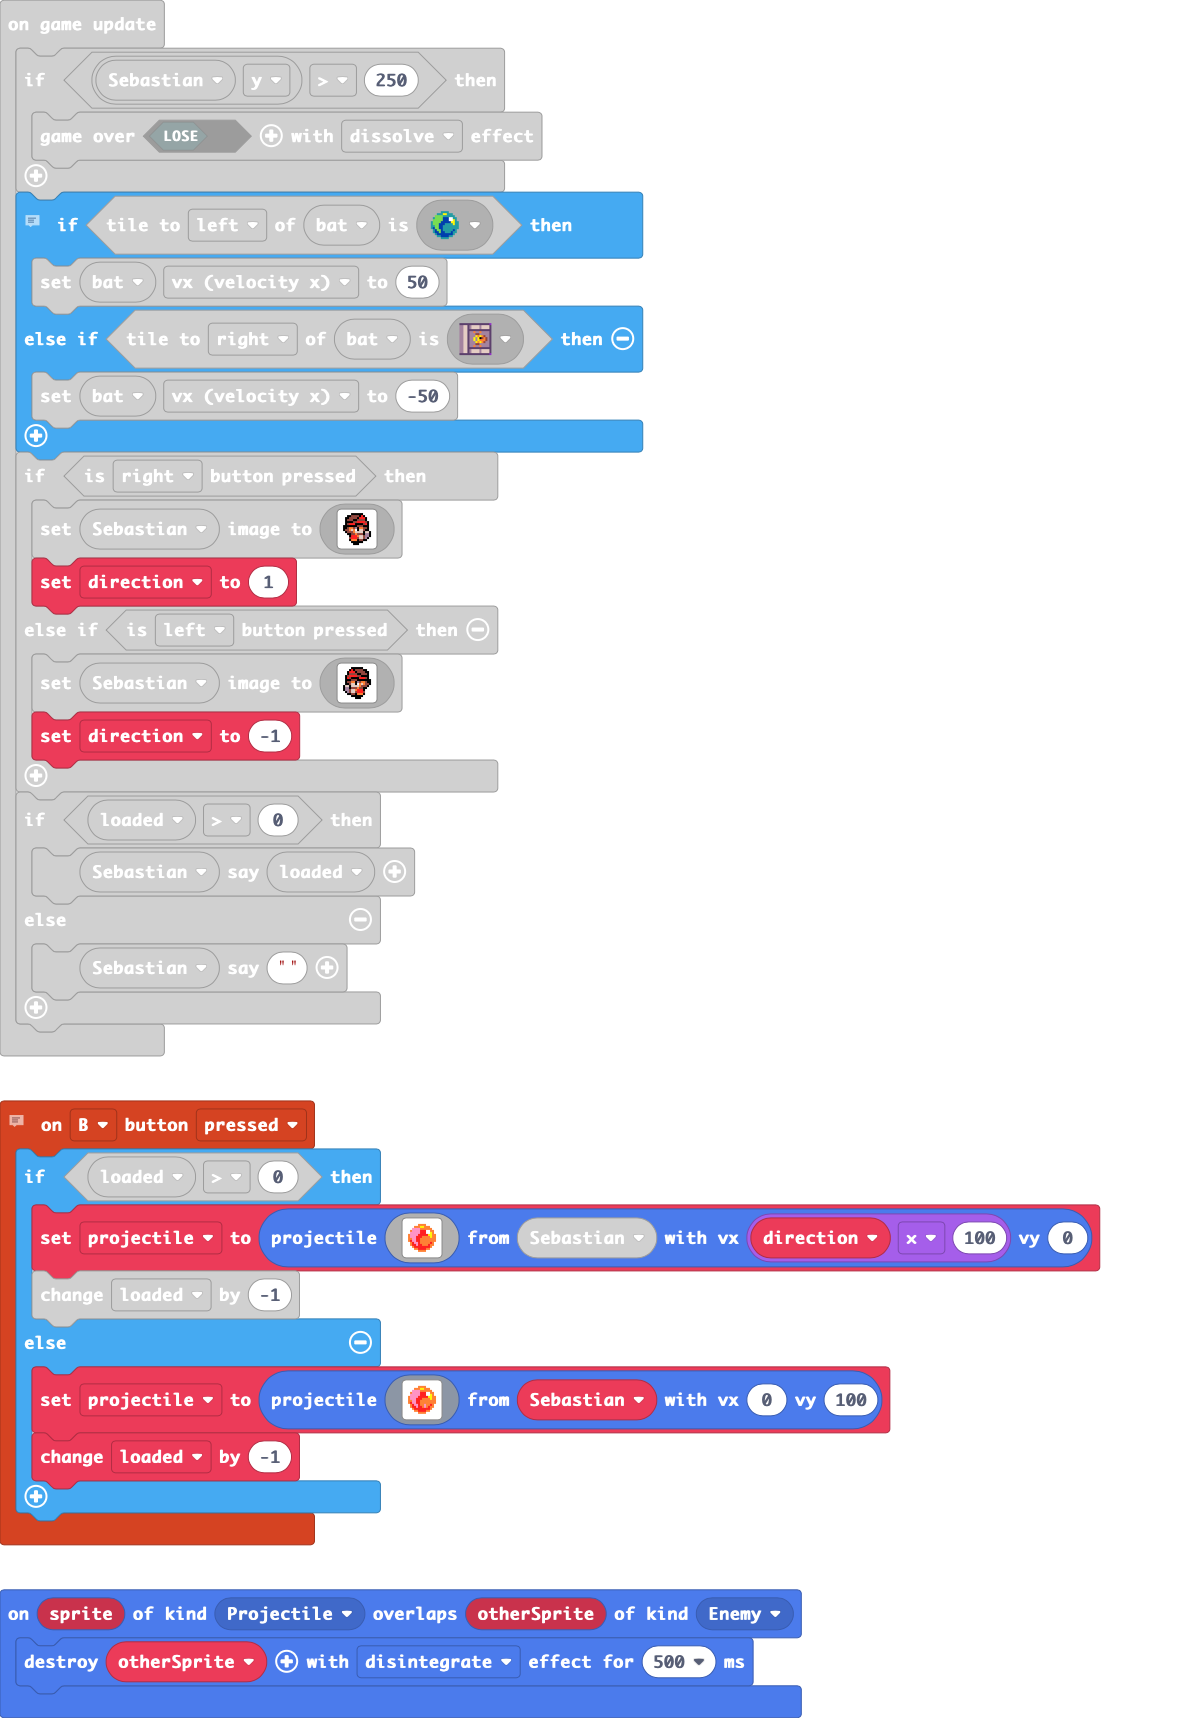 on game update
if Sebastian y > 250 then
game over LOSE with dissolve effect
if tile to left of bat is then
set bat vx (velocity x) to 50
else if tile to right of bat is then
set bat vx (velocity x) to -50
if is right button pressed then
set Sebastian image to
set direction to 1
else if is left button pressed then
set Sebastian image to
set direction to -1
if loaded > 0 then
Sebastian say loaded
else
Sebastian say " "
on B button pressed
if loaded > 0 then
set projectile to projectile from Sebastian with vx direction x 100 vy 0
change loaded by -1
else
set projectile to projectile from Sebastian with vx 0 vy 100
change loaded by -1
on sprite of kind Projectile overlaps otherSprite of kind Enemy
destroy otherSprite with disintegrate effect for 500 ms